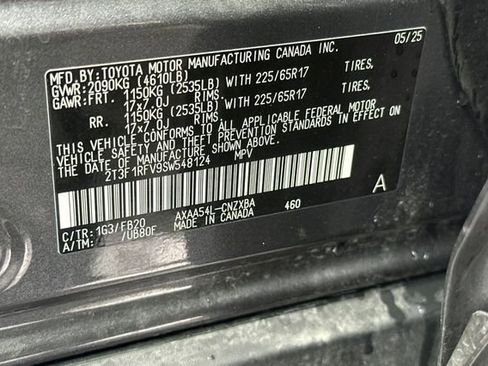 MFD.BY:TOYOTA MOTOR MANUFACTURING CANADA INC. 05/25
GVWR:2090KG (4610LB)
GAWR:FRT. 1150KG (2535LB) WITH 225/65R17 TIRES,
17x7.0J RIMS.
RR. 1150KG (2535LB) WITH 225/65R17 TIRES,
17x7.0J RIMS.
THIS VEHICLE CONFORMS TO ALL APPLICABLE FEDERAL MOTOR
VEHICLE SAFETY AND THEFT PREVENTION STANDARDS IN EFFECT ON
THE DATE OF MANUFACTURE SHOWN ABOVE.
2T3F1RFV9SW548124 MPV
A
C/TR:1G3/FB20 AXAA54L-CNZXBA 460
A/TM: /UB80F MADE IN CANADA